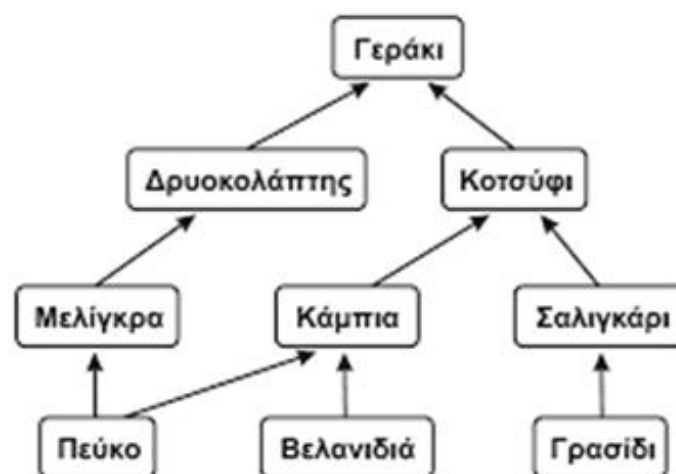 Γεράκι
Δρυοκολάπτης
Κοτσύφι
Μελίγκρα
Κάμπια
Σαλιγκάρι
Πεύκο
Βελανιδιά
Γρασίδι